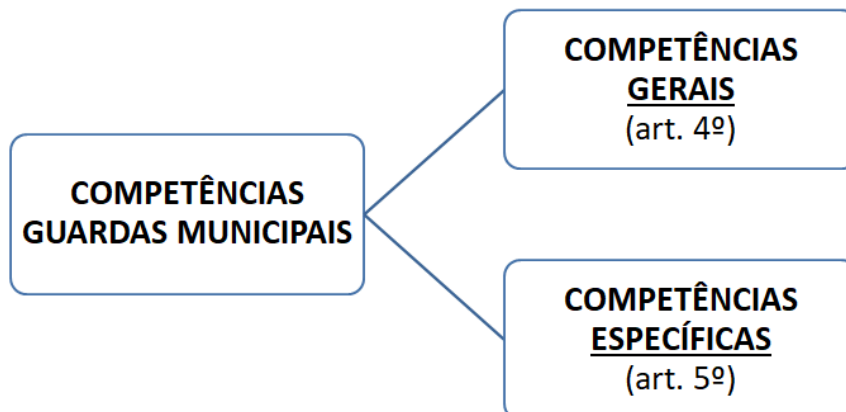 COMPETÊNCIAS
GUARDAS MUNICIPAIS
COMPETÊNCIAS
GERAIS
(art. 4º)
COMPETÊNCIAS
ESPECÍFICAS
(art. 5º)